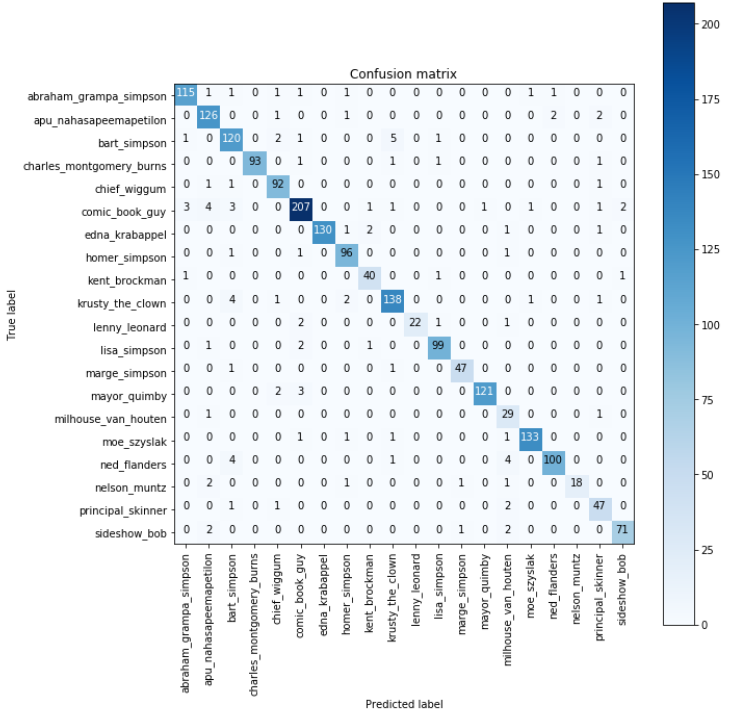 Confusion matrix
True label
abraham_grampa_simpson 115 1 1 0 1 1 0 1 0 0 0 0 0 0 0 1 1 0 0 0
apu_nahasapeemapetilon 0 126 0 0 1 0 0 1 0 0 0 0 0 0 0 0 2 0 2 0
bart_simpson 1 0 120 0 2 1 0 0 0 5 0 1 0 0 0 0 0 0 0 0
charles_montgomery_burns 0 0 0 93 0 1 0 0 0 1 0 1 0 0 0 0 0 0 1 0
chief_wiggum 0 1 1 0 92 0 0 0 0 0 0 0 0 0 0 0 0 0 1 0
comic_book_guy 3 4 3 0 0 207 0 0 1 1 0 0 0 1 0 1 0 0 1 2
edna_krabappel 0 0 0 0 0 0 130 1 2 0 0 0 0 0 1 0 0 0 1 0
homer_simpson 0 0 1 0 0 1 0 96 0 0 0 0 0 0 1 0 0 0 0 0
kent_brockman 1 0 0 0 0 0 0 0 40 0 0 1 0 0 0 0 0 0 0 1
krusty_the_clown 0 0 4 0 1 0 0 2 0 138 0 0 0 0 0 1 0 0 1 0
lenny_leonard 0 0 0 0 0 2 0 0 0 0 22 1 0 0 1 0 0 0 0 0
lisa_simpson 0 1 0 0 0 2 0 0 1 0 0 99 0 0 0 0 0 0 0 0
marge_simpson 0 0 1 0 0 0 0 0 0 1 0 0 47 0 0 0 0 0 0 0
mayor_quimby 0 0 0 0 2 3 0 0 0 0 0 0 0 121 0 0 0 0 0 0
milhouse_van_houten 0 1 0 0 0 0 0 0 0 0 0 0 0 0 29 0 0 0 1 0
moe_szyslak 0 0 0 0 0 1 0 1 0 1 0 0 0 0 1 133 0 0 0 0
ned_flanders 0 0 4 0 0 0 0 0 0 1 0 0 0 0 4 0 100 0 0 0
nelson_muntz 0 2 0 0 0 0 0 1 0 0 0 0 1 0 1 0 0 18 0 0
principal_skinner 0 0 1 0 1 0 0 0 0 0 0 0 0 0 2 0 0 0 47 0
sideshow_bob 0 2 0 0 0 0 0 0 0 0 0 0 1 0 2 0 0 0 0 71
abraham_grampa_simpson
apu_nahasapeemapetilon
bart_simpson
charles_montgomery_burns
chief_wiggum
comic_book_guy
edna_krabappel
homer_simpson
kent_brockman
krusty_the_clown
lenny_leonard
lisa_simpson
marge_simpson
mayor_quimby
milhouse_van_houten
moe_szyslak
ned_flanders
nelson_muntz
principal_skinner
sideshow_bob
Predicted label
200
175
150
125
100
75
50
25
0